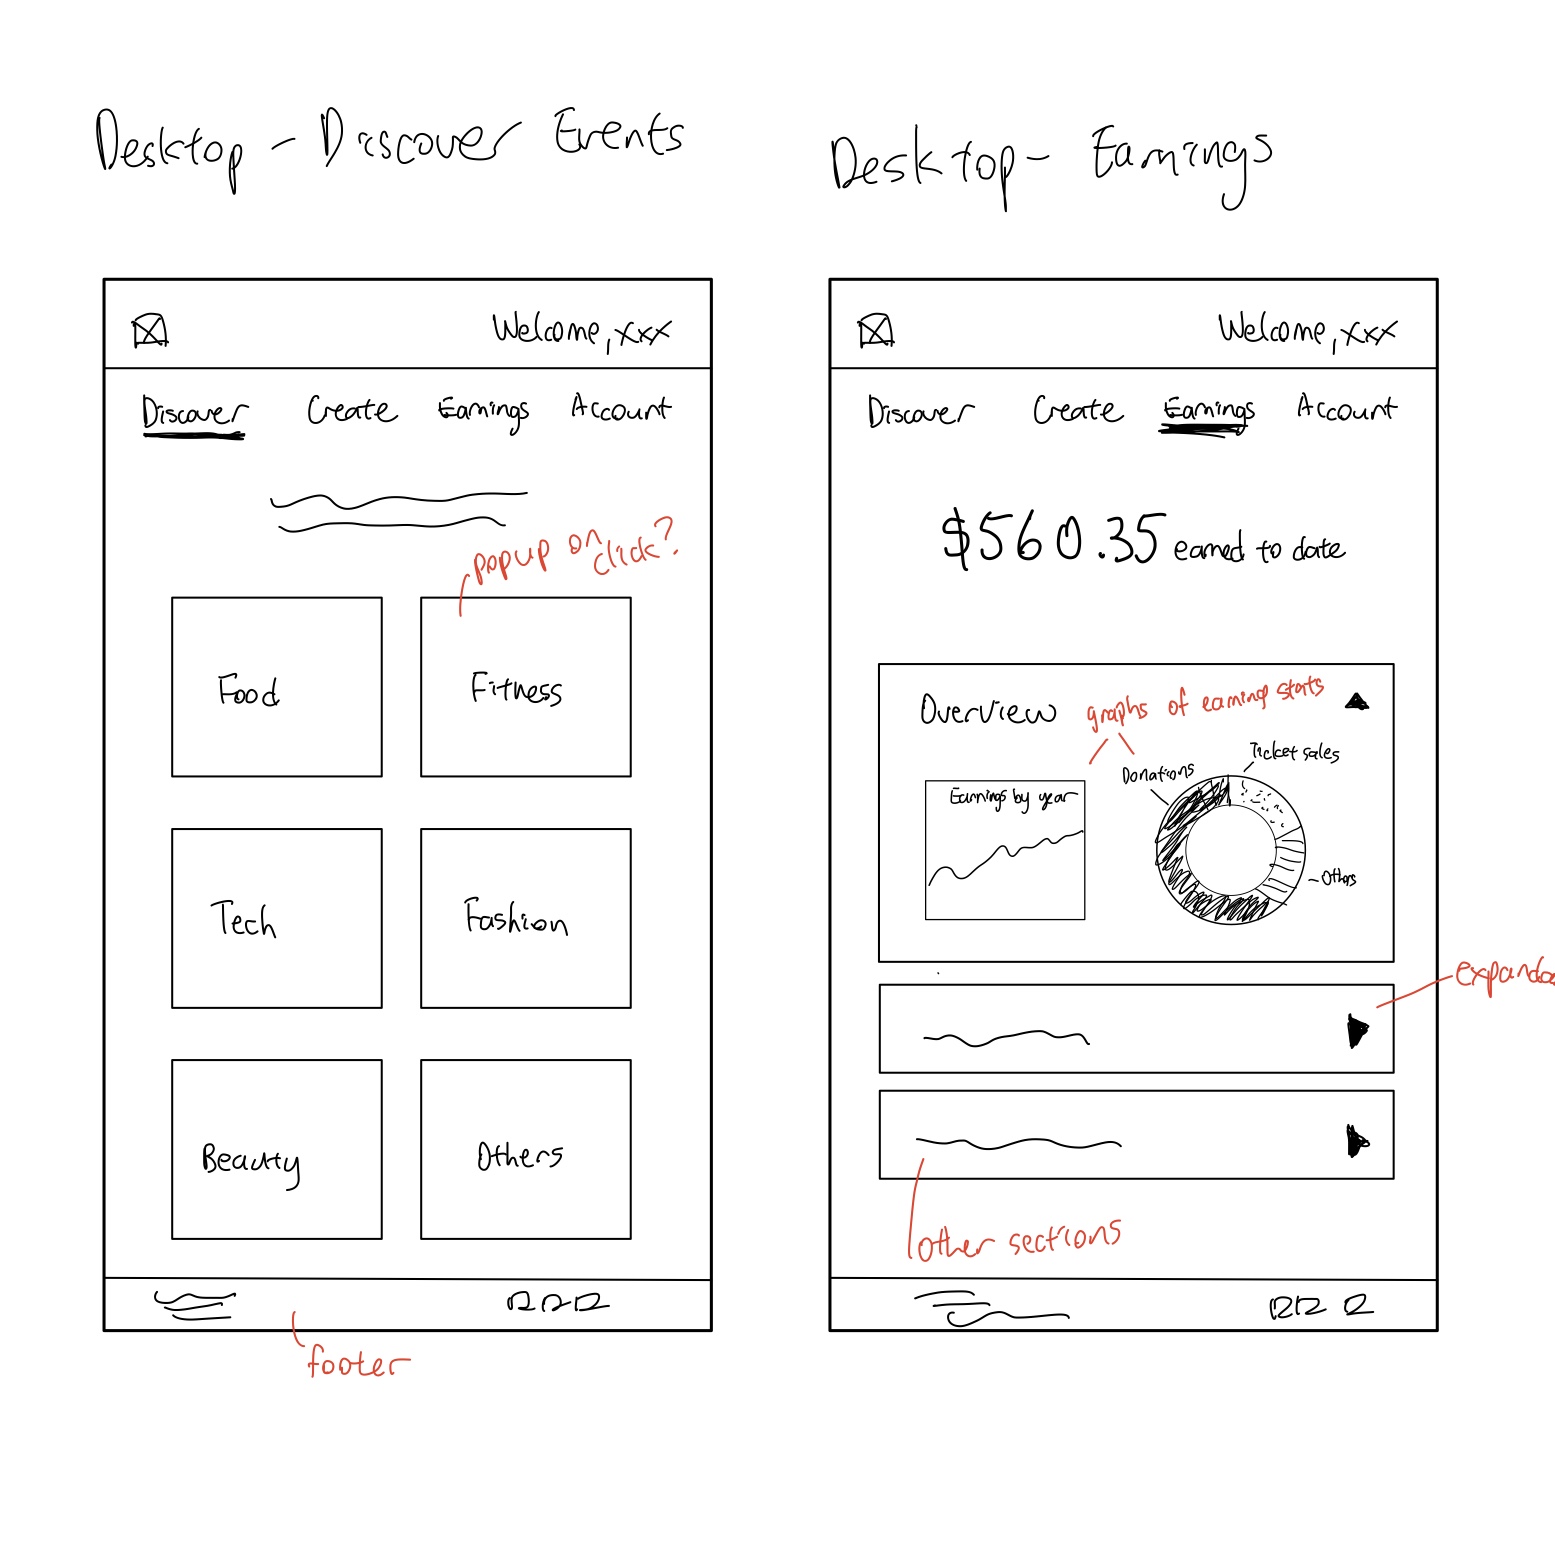 Desktop - Discover Events
Welcome, xxx
Discover Create Earnings Account
popup on click?
Food
Fitness
Tech
Fashion
Beauty
Others
footer
Desktop - Earnings
Welcome, xxx
Discover Create Earnings Account
$560.35 earned to date
Overview
graphs of earning stats
Earnings by year
Donations
Ticket sales
Others
other sections